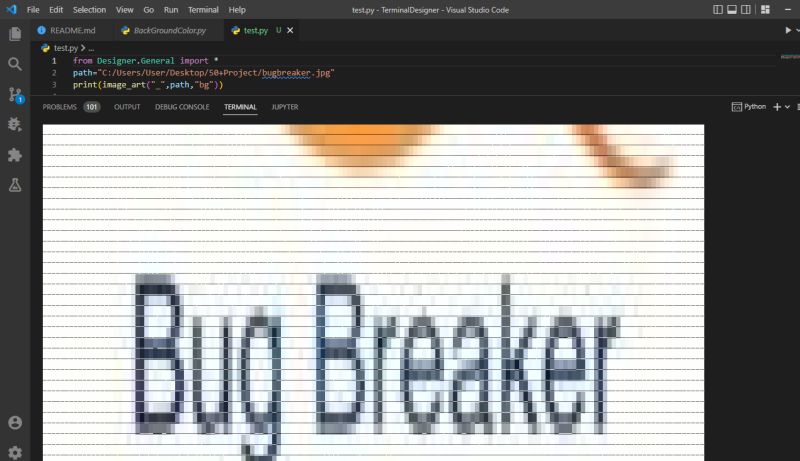 File Edit Selection View Go Run Terminal Help test.py - TerminalDesigner - Visual Studio Code
README.md BackGroundColor.py test.py U
test.py > ...
1 from Designer.General import *
2 path="C:/Users/User/Desktop/50+Project/bugbreaker.jpg"
3 print(image_art("_",path,"bg"))
PROBLEMS 101 OUTPUT DEBUG CONSOLE TERMINAL JUPYTER Python
1
Bug Breaker